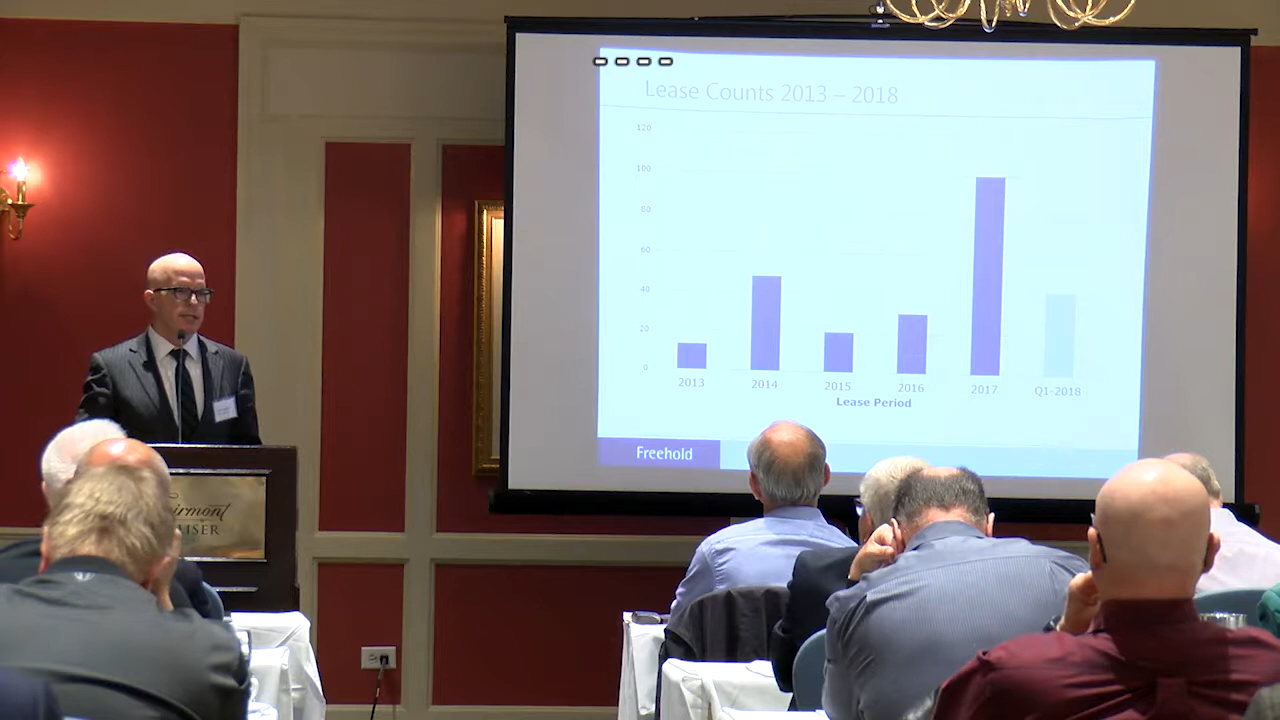 Lease Counts 2013 – 2018
120
100
80
60
40
20
0
2013 2014 2015 2016 2017 Q1-2018
Lease Period
Freehold